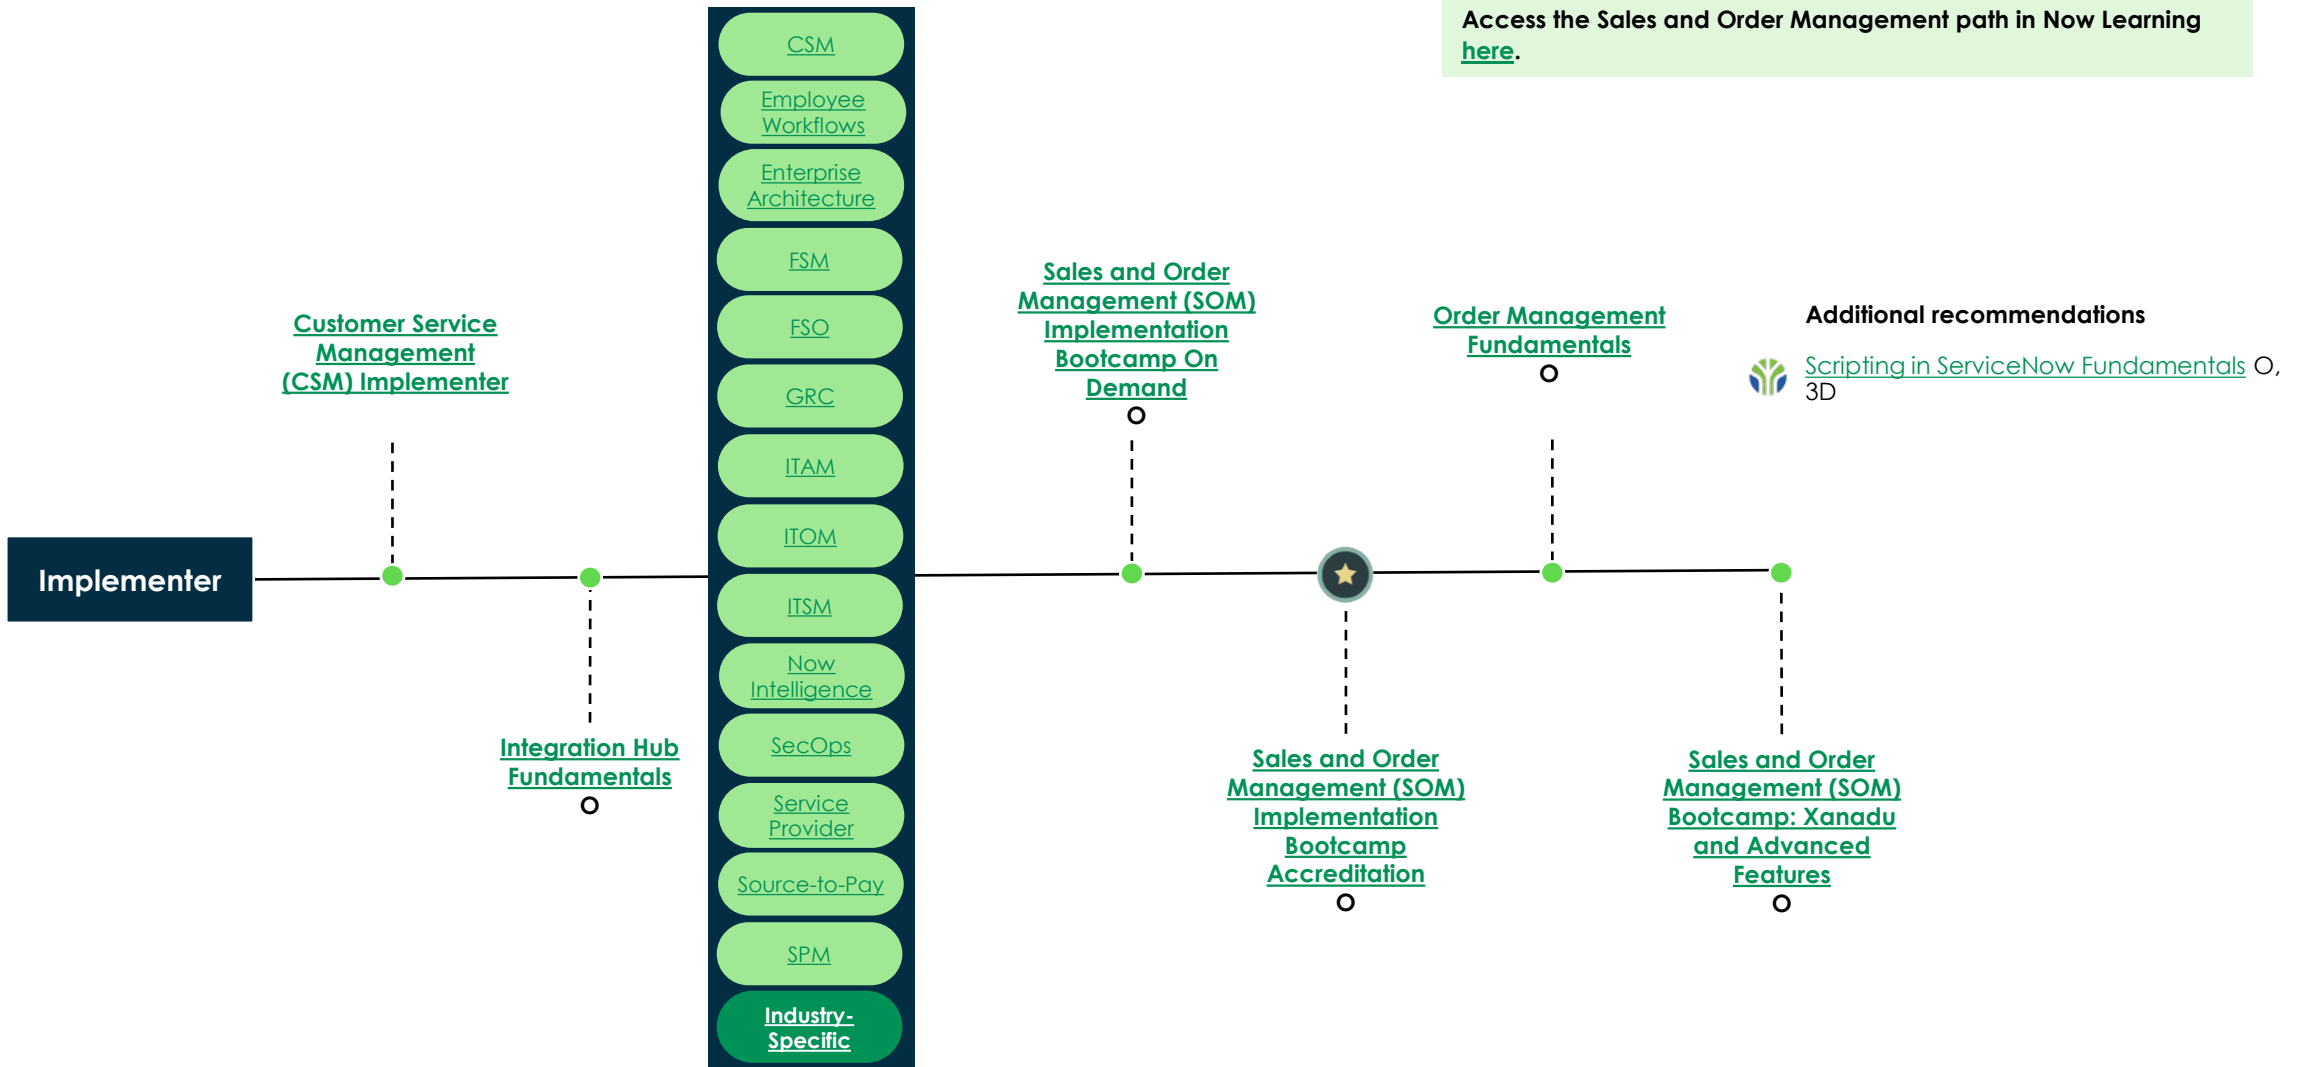 Access the Sales and Order Management path in Now Learning
here.
CSM
Employee
Workflows
Enterprise
Architecture
FSM
FSO
GRC
ITAM
ITOM
ITSM
Now
Intelligence
SecOps
Service
Provider
Source-to-Pay
SPM
Industry-
Specific
Implementer
Customer Service
Management
(CSM) Implementer
Integration Hub
Fundamentals
O
Sales and Order
Management (SOM)
Implementation
Bootcamp On
Demand
O
Sales and Order
Management (SOM)
Implementation
Bootcamp
Accreditation
O
Order Management
Fundamentals
O
Sales and Order
Management (SOM)
Bootcamp: Xanadu
and Advanced
Features
O
Additional recommendations
Scripting in ServiceNow Fundamentals O,
3D